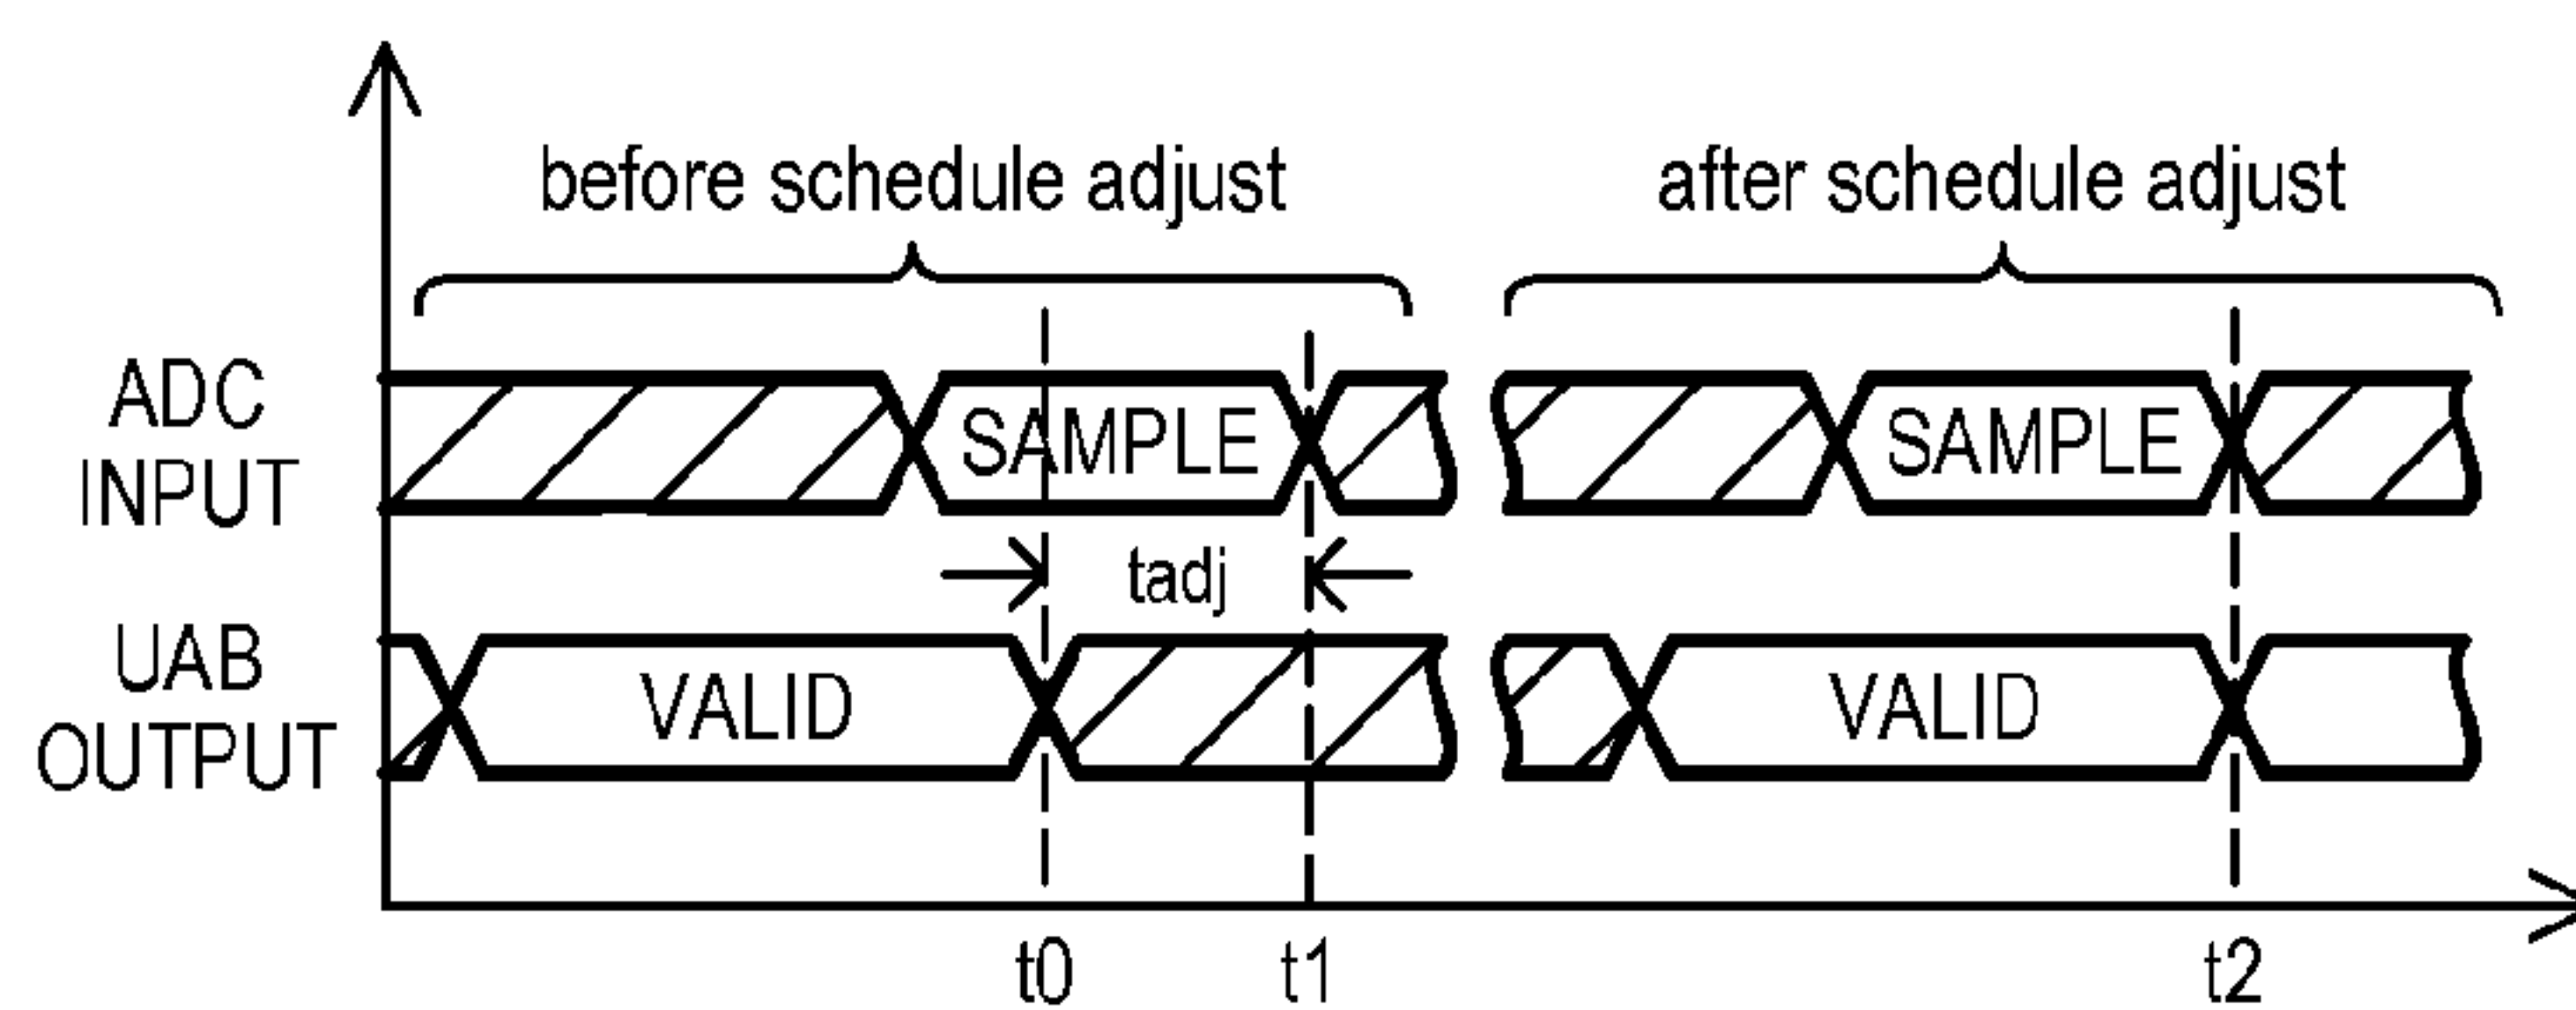 before schedule adjust
after schedule adjust
ADC
INPUT
SAMPLE
SAMPLE
tadj
UAB
OUTPUT
VALID
VALID
t0
t1
t2